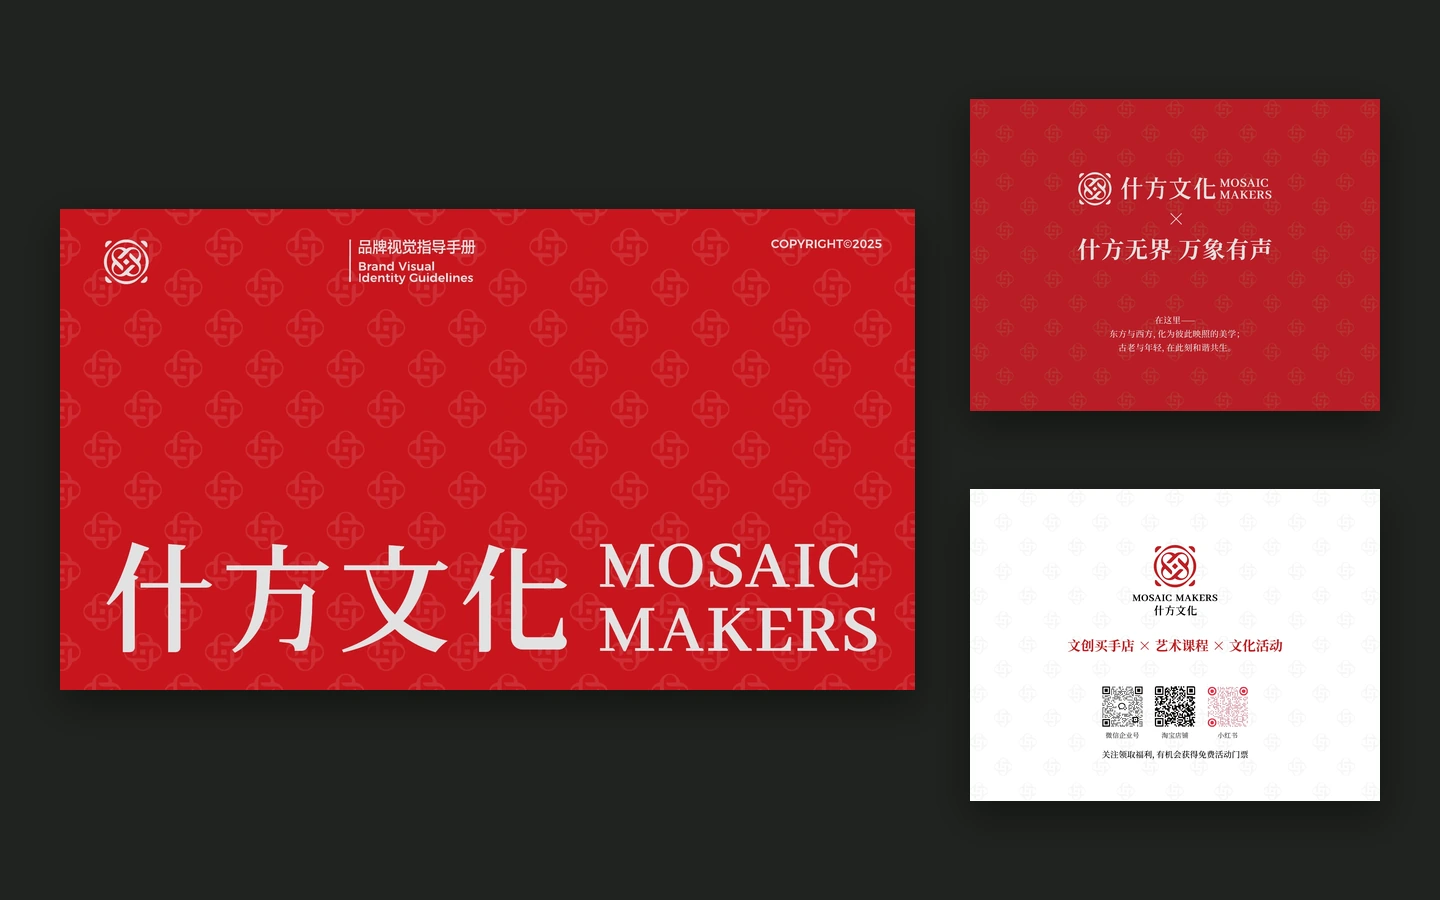 品牌视觉指导手册
Brand Visual
Identity Guidelines
COPYRIGHT©2025
什方文化
MOSAIC
MAKERS
什方文化
MOSAIC
MAKERS
×
什方无界 万象有声
在这里——
东方与西方, 化为彼此映照的美学;
古老与年轻, 在此刻和谐共生。
MOSAIC MAKERS
什方文化
文创买手店 × 艺术课程 × 文化活动
微信企业号
淘宝店铺
小红书
关注领取福利, 有机会获得免费活动门票